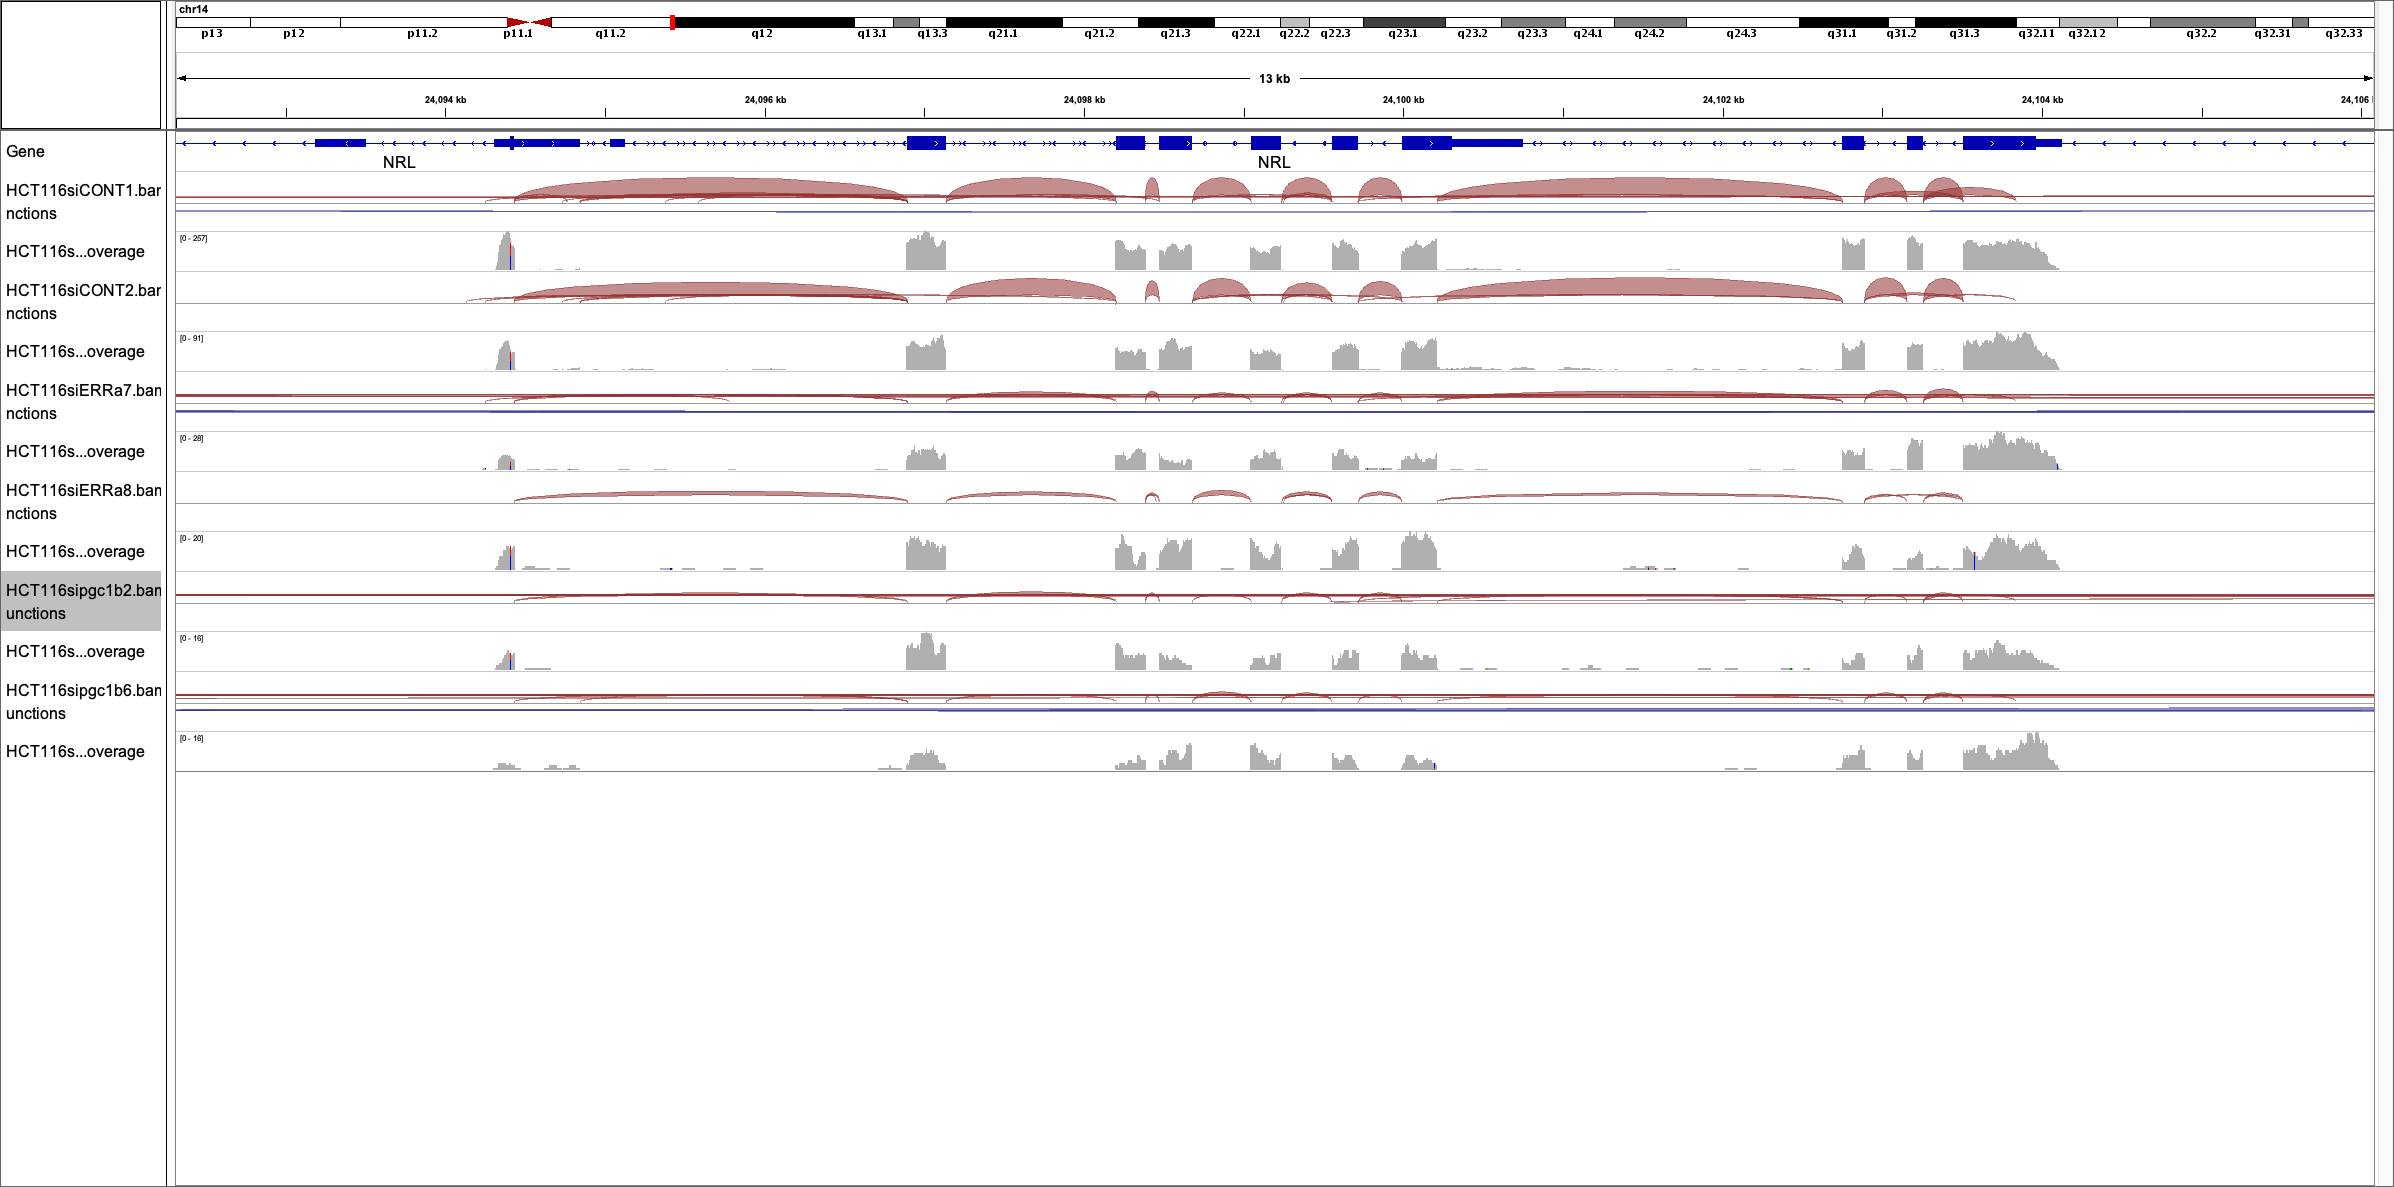 chr14
p13 p12 p11.2 p11.1 q11.2 q12 q13.1 q13.3 q21.1 q21.2 q21.3 q22.1 q22.2 q22.3 q23.1 q23.2 q23.3 q24.1 q24.2 q24.3 q31.1 q31.2 q31.3 q32.11 q32.12 q32.2 q32.31 q32.33
13 kb
24,094 kb 24,096 kb 24,098 kb 24,100 kb 24,102 kb 24,104 kb 24,106
Gene
NRL NRL
HCT116siCONT1.bar
nctions
HCT116s...overage [0 - 257]
HCT116siCONT2.bar
nctions
HCT116s...overage [0 - 91]
HCT116siERRa7.ban
nctions
HCT116s...overage [0 - 28]
HCT116siERRa8.ban
nctions
HCT116s...overage [0 - 20]
HCT116sipgc1b2.ban
unctions
HCT116s...overage [0 - 16]
HCT116sipgc1b6.ban
unctions
HCT116s...overage [0 - 16]